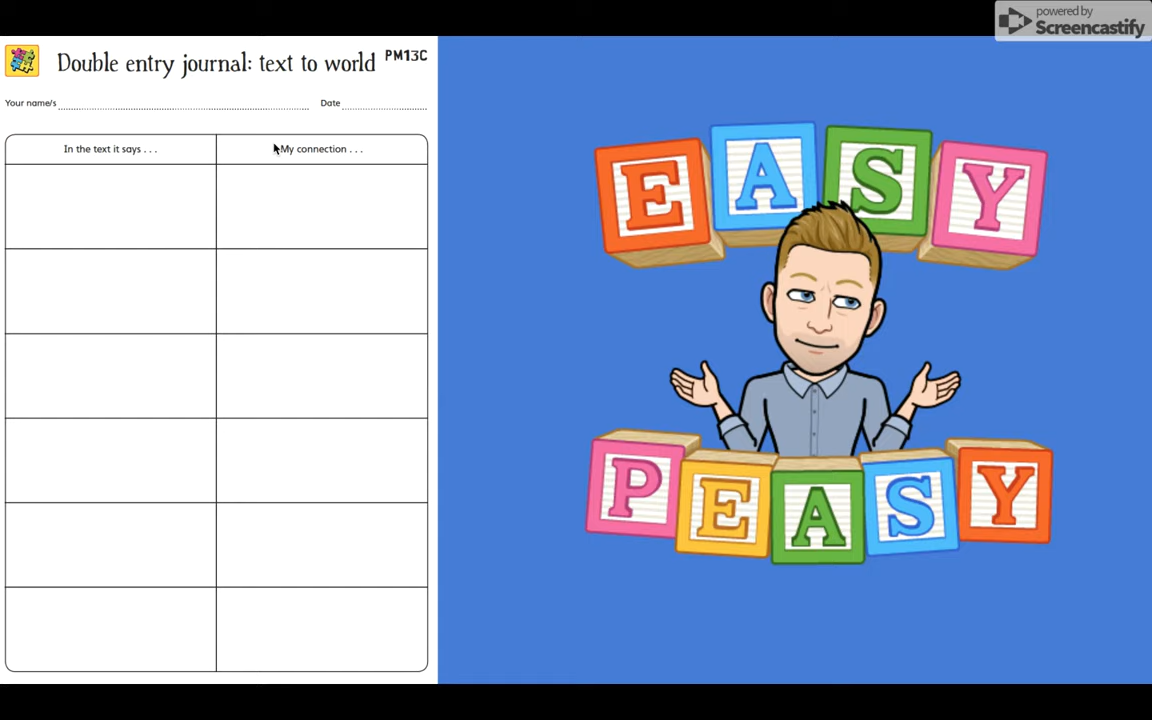 powered by
Screencastify
Double entry journal: text to world PM13C
Your name/s Date
In the text it says . . . My connection . . .
EASY
PEASY